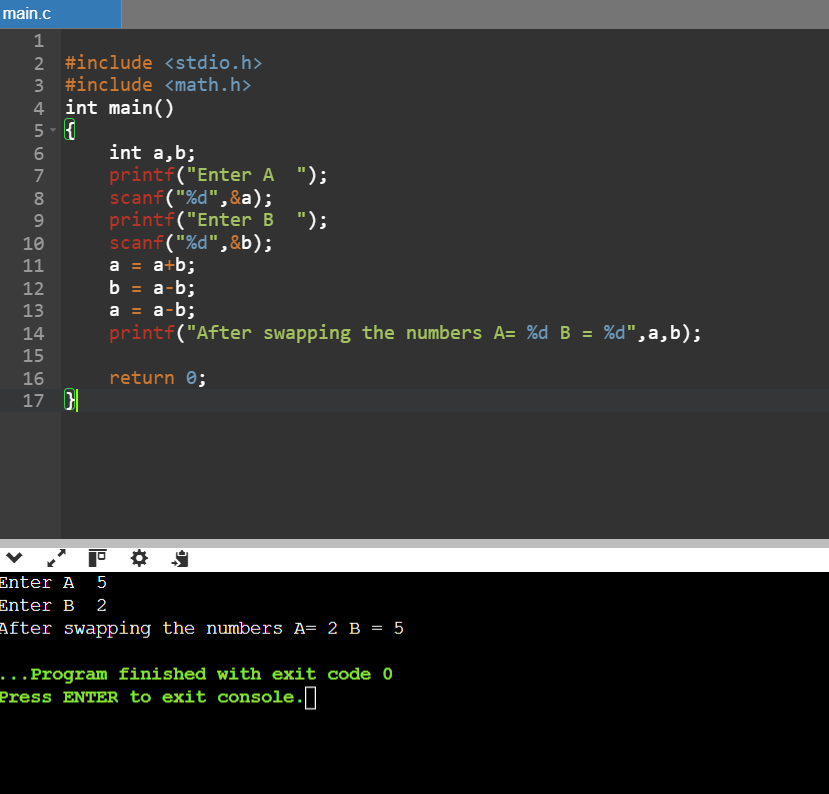 main.c
1
2 #include <stdio.h>
3 #include <math.h>
4 int main()
5 {
6 int a,b;
7 printf("Enter A  ");
8 scanf("%d",&a);
9 printf("Enter B  ");
10 scanf("%d",&b);
11 a = a+b;
12 b = a-b;
13 a = a-b;
14 printf("After swapping the numbers A= %d B = %d",a,b);
15
16 return 0;
17 }
Enter A  5
Enter B  2
After swapping the numbers A= 2 B = 5
...Program finished with exit code 0
Press ENTER to exit console.